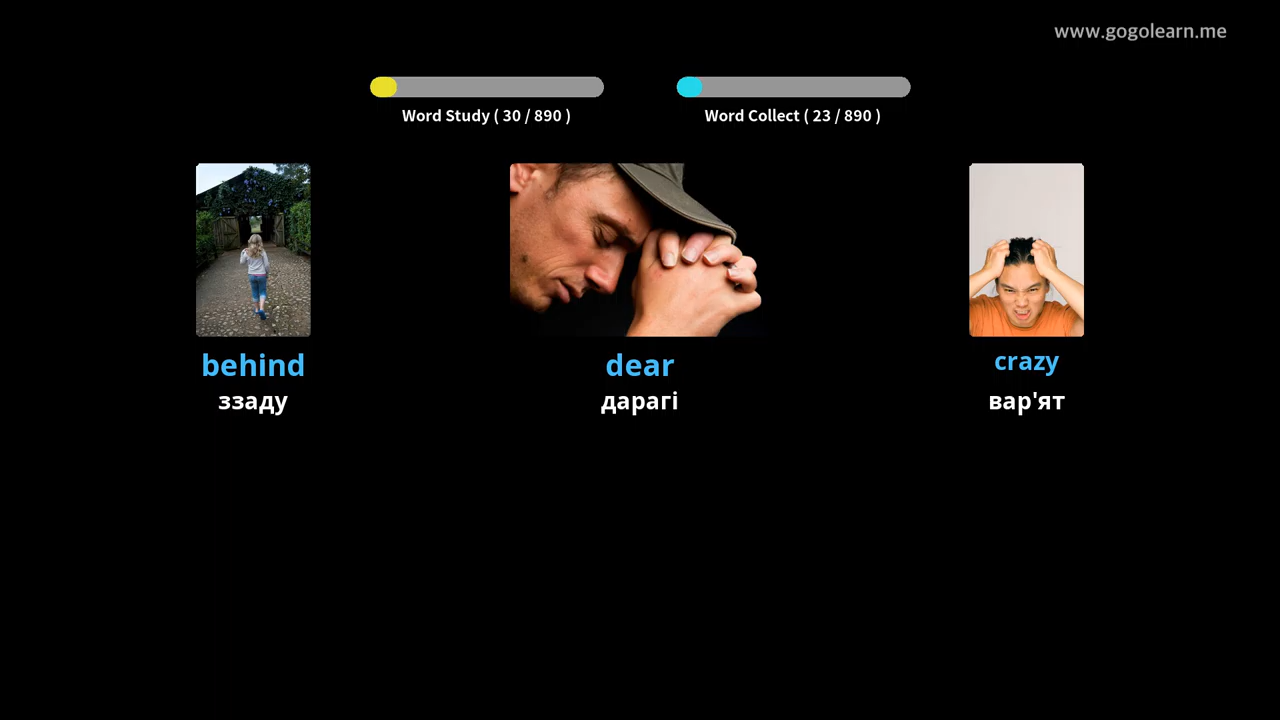 www.gogolearn.me
Word Study ( 30 / 890 )
Word Collect ( 23 / 890 )
behind
ззаду
dear
дарагі
crazy
вар'ят